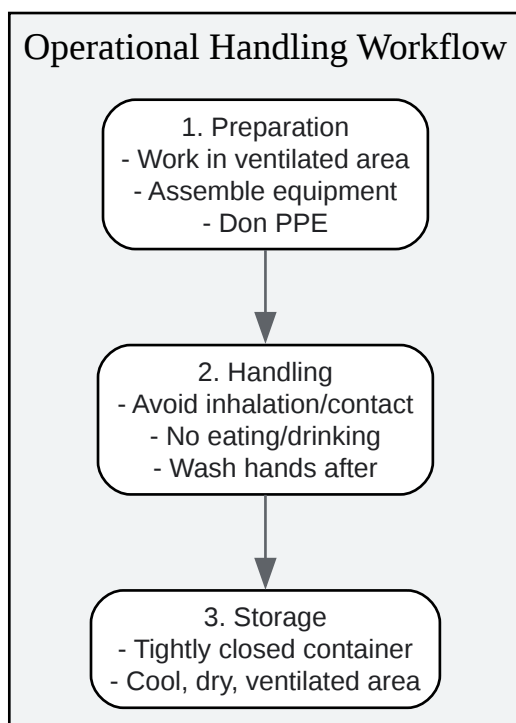 Operational Handling Workflow
1. Preparation
- Work in ventilated area
- Assemble equipment
- Don PPE
2. Handling
- Avoid inhalation/contact
- No eating/drinking
- Wash hands after
3. Storage
- Tightly closed container
- Cool, dry, ventilated area